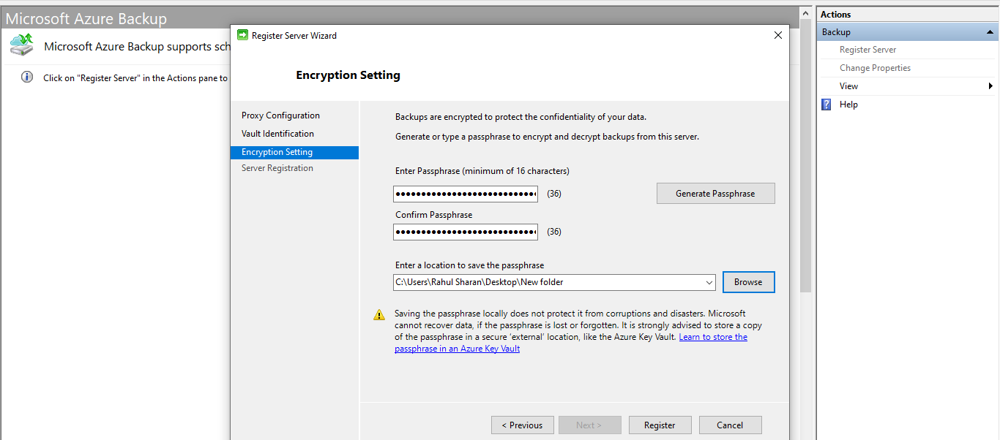 Microsoft Azure Backup
Microsoft Azure Backup supports sch
Click on "Register Server" in the Actions pane to
Register Server Wizard
Encryption Setting
Proxy Configuration
Vault Identification
Encryption Setting
Server Registration
Backups are encrypted to protect the confidentiality of your data.
Generate or type a passphrase to encrypt and decrypt backups from this server.
Enter Passphrase (minimum of 16 characters)
(36)
Generate Passphrase
Confirm Passphrase
(36)
Enter a location to save the passphrase
C:\Users\Rahul Sharan\Desktop\New folder
Browse
Saving the passphrase locally does not protect it from corruptions and disasters. Microsoft
cannot recover data, if the passphrase is lost or forgotten. It is strongly advised to store a copy
of the passphrase in a secure ‘external’ location, like the Azure Key Vault. Learn to store the
passphrase in an Azure Key Vault
< Previous
Next >
Register
Cancel
Actions
Backup
Register Server
Change Properties
View
Help